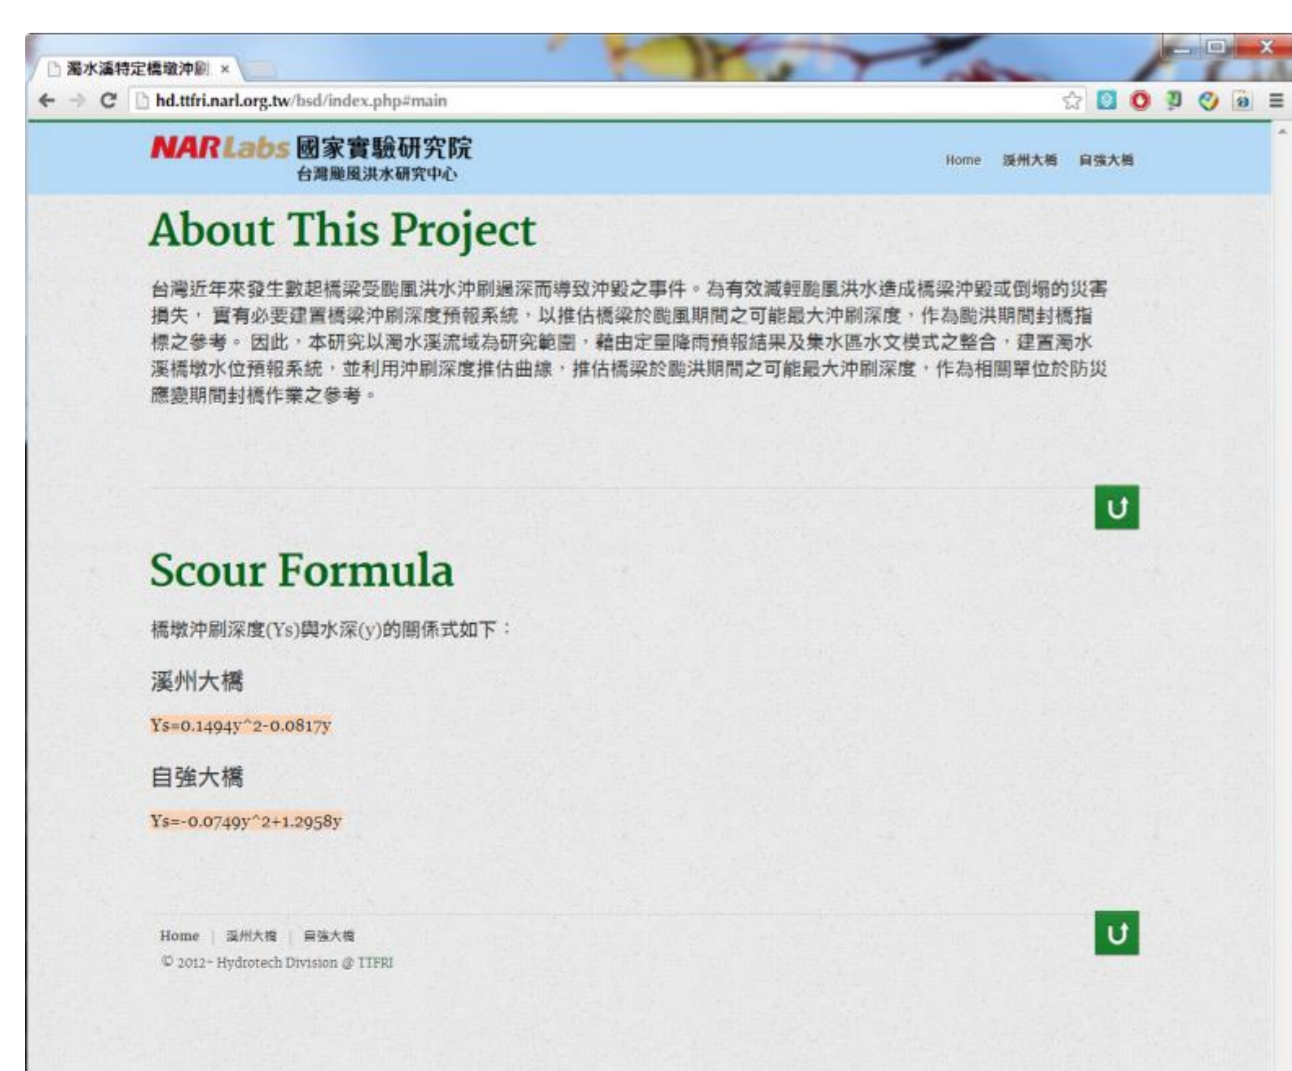 濁水溪特定橋墩沖刷
hd.ttfri.narl.org.tw/bsd/index.php#main
NARLabs 國家實驗研究院
台灣颱風洪水研究中心
Home 溪州大橋 自強大橋
About This Project
台灣近年來發生數起橋梁受颱風洪水沖刷過深而導致沖毀之事件。為有效減輕颱風洪水造成橋梁沖毀或倒塌的災害
損失， 實有必要建置橋梁沖刷深度預報系統，以推估橋梁於颱風期間之可能最大沖刷深度，作為颱洪期間封橋指
標之參考。 因此，本研究以濁水溪流域為研究範圍，藉由定量降雨預報結果及集水區水文模式之整合，建置濁水
溪橋墩水位預報系統，並利用沖刷深度推估曲線，推估橋梁於颱洪期間之可能最大沖刷深度，作為相關單位於防災
應變期間封橋作業之參考。
Scour Formula
橋墩沖刷深度(Ys)與水深(y)的關係式如下：
溪州大橋
Ys=0.1494y^2-0.0817y
自強大橋
Ys=-0.0749y^2+1.2958y
Home | 溪州大橋 | 自強大橋
© 2012- Hydrotech Division @ TTFRI